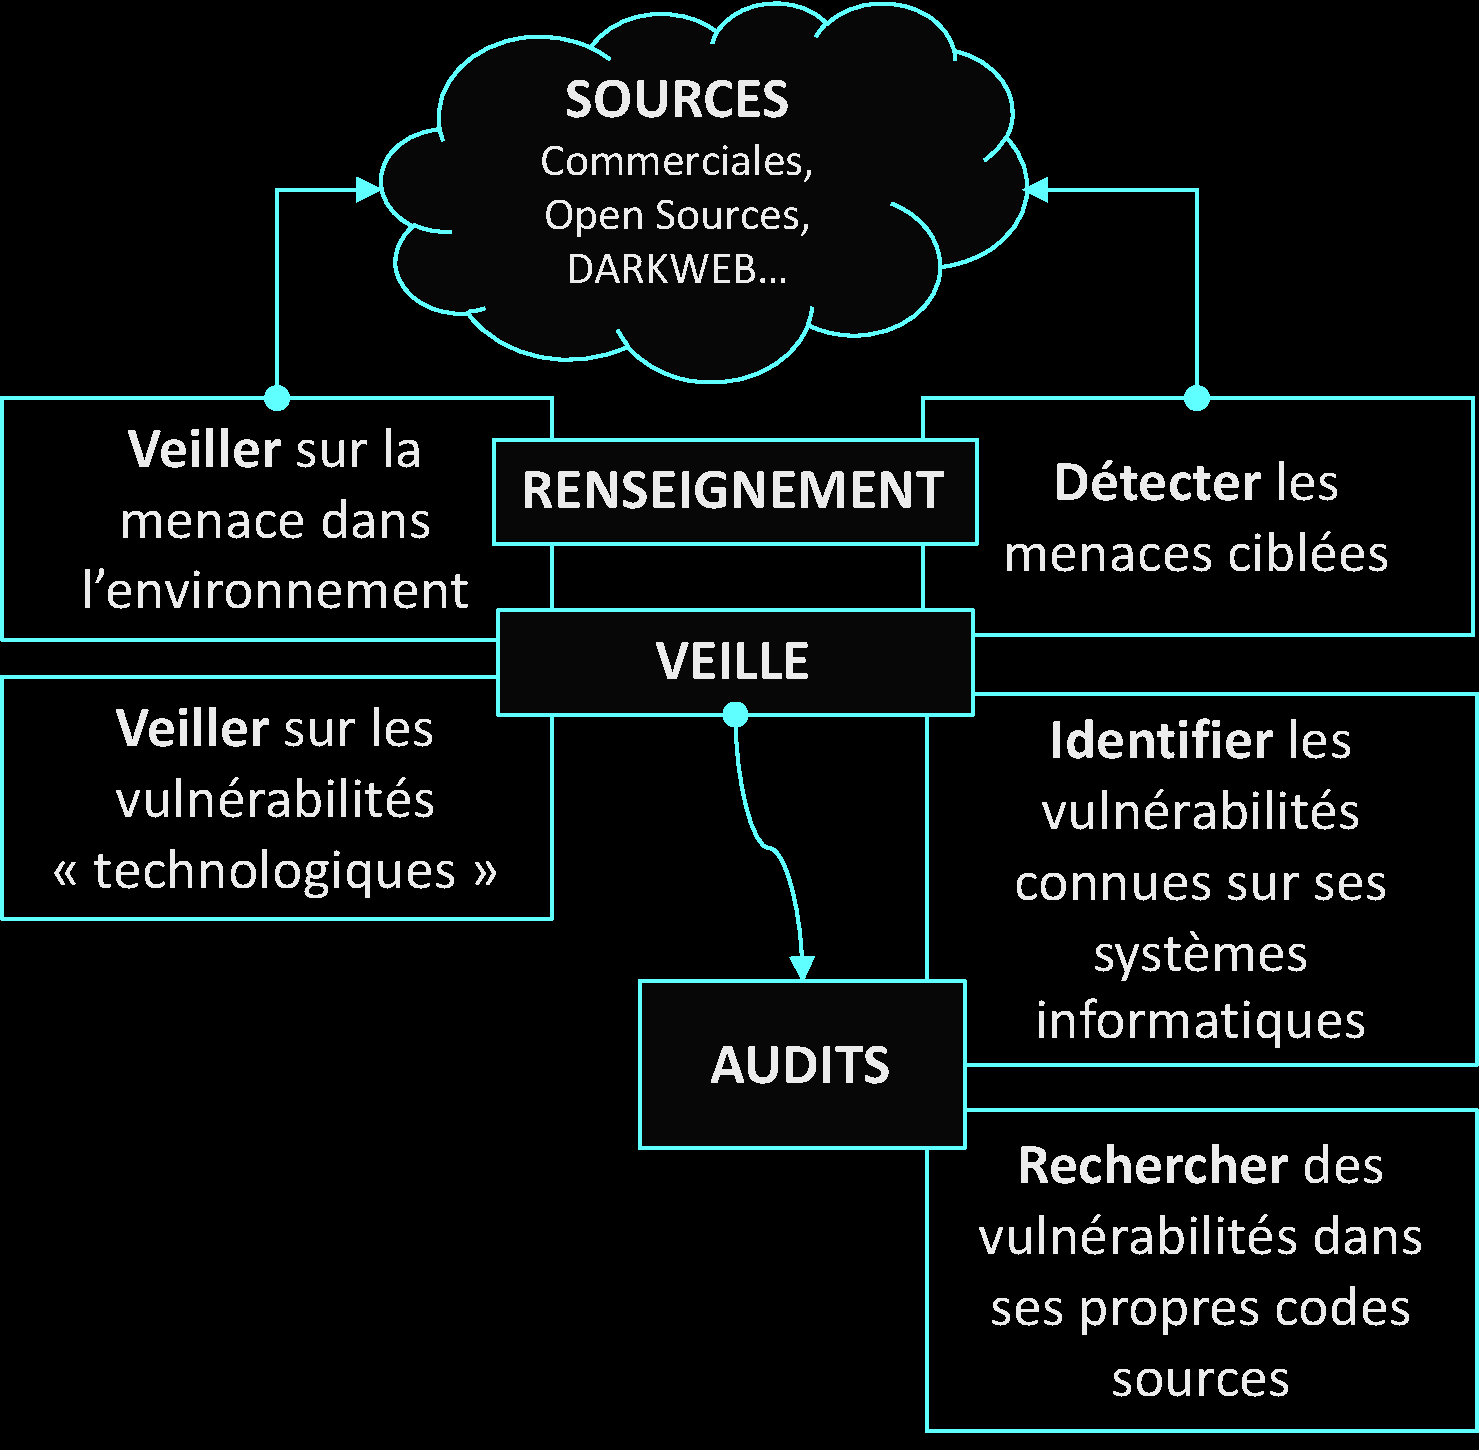 SOURCES
Commerciales,
Open Sources,
DARKWEB...
Veiller sur la
menace dans
l’environnement
RENSEIGNEMENT
Détecter les
menaces ciblées
VEILLE
Veiller sur les
vulnérabilités
« technologiques »
Identifier les
vulnérabilités
connues sur ses
systèmes
informatiques
AUDITS
Rechercher des
vulnérabilités dans
ses propres codes
sources